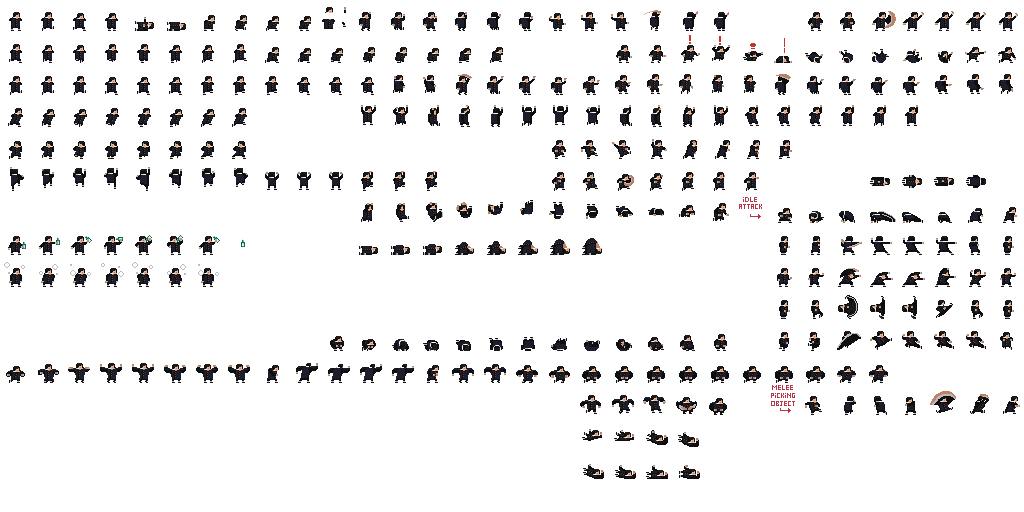 iDLE
ATTACK
MELEE
PiCKiNG
OBJECT